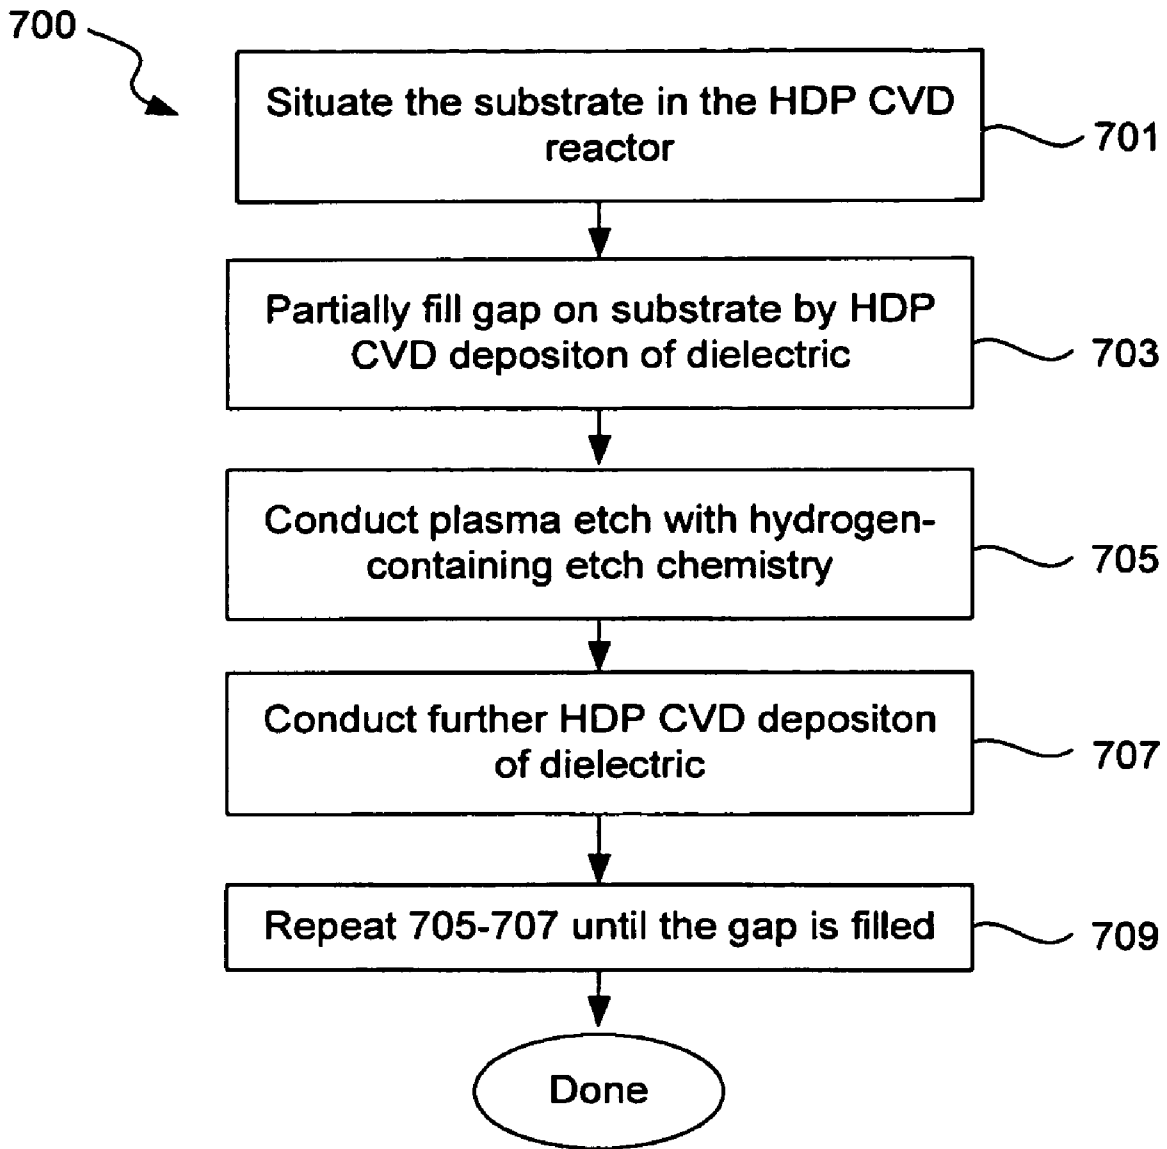 700
Situate the substrate in the HDP CVD
reactor
701
Partially fill gap on substrate by HDP
CVD depositon of dielectric
703
Conduct plasma etch with hydrogen-
containing etch chemistry
705
Conduct further HDP CVD depositon
of dielectric
707
Repeat 705-707 until the gap is filled
709
Done